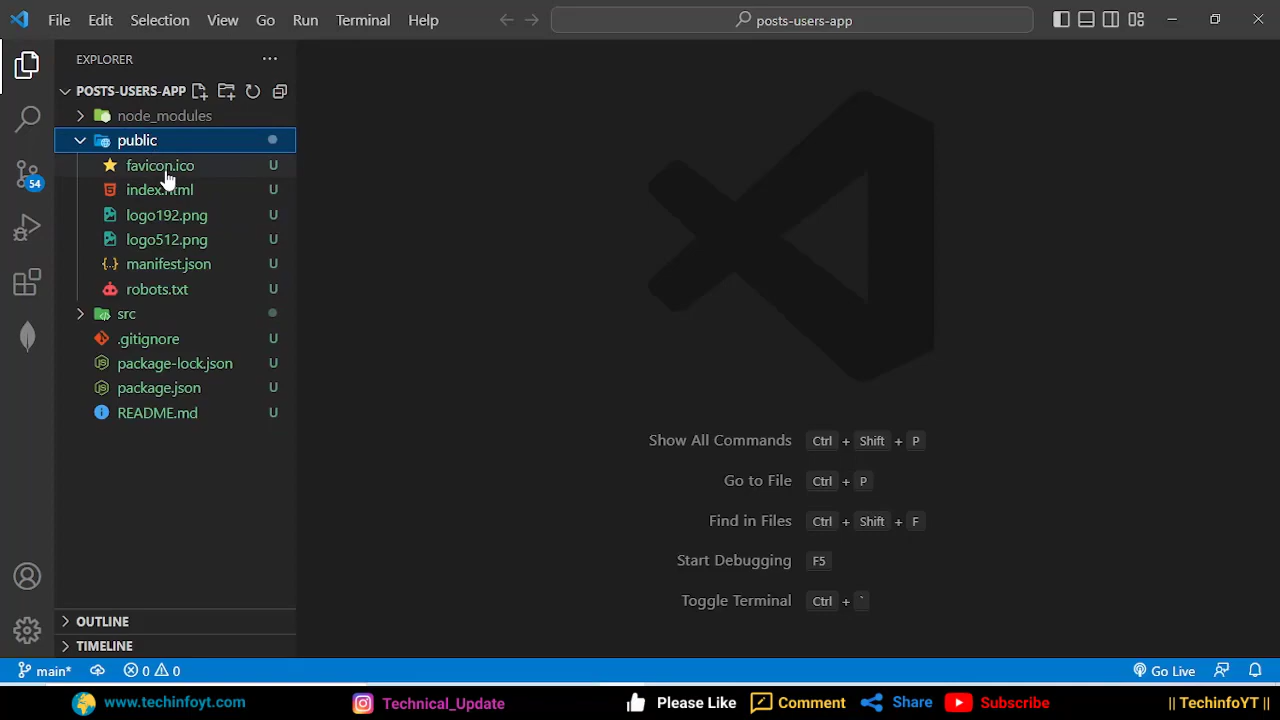 File Edit Selection View Go Run Terminal Help
posts-users-app
EXPLORER
POSTS-USERS-APP
node_modules
public
favicon.ico U
index.html U
logo192.png U
logo512.png U
manifest.json U
robots.txt U
src
.gitignore U
package-lock.json U
package.json U
README.md U
54
Show All Commands Ctrl + Shift + P
Go to File Ctrl + P
Find in Files Ctrl + Shift + F
Start Debugging F5
Toggle Terminal Ctrl + `
OUTLINE
TIMELINE
main* 0 0 Go Live
www.techinfoyt.com Technical_Update Please Like Comment Share Subscribe || TechinfoYT ||